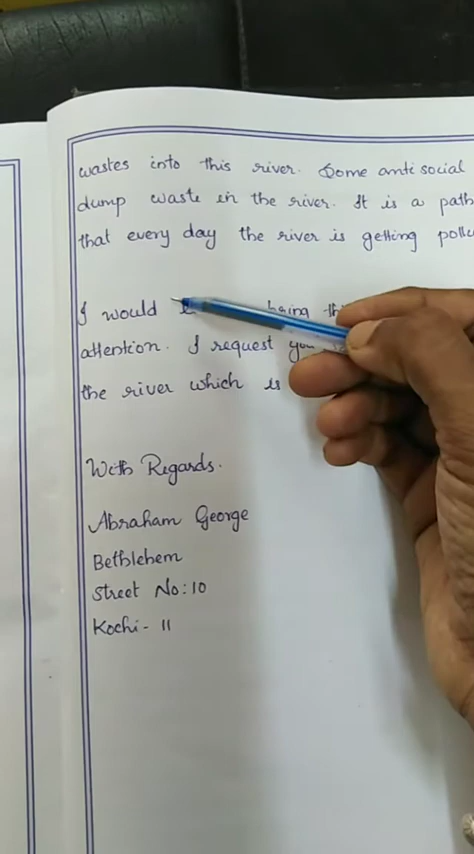 wastes into this river. Some anti social
dump waste in the river. It is a
that every day the river is getting
I would bring
attention. I request you
the river which is
With Regards.
Abraham George
Bethlehem
Street No:10
Kochi- 11